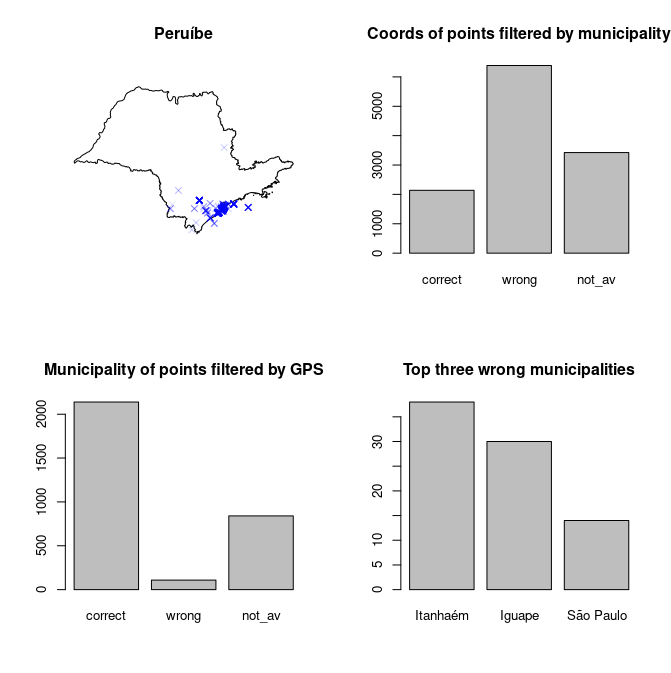 Peruíbe
Coords of points filtered by municipality
0 1000 3000 5000
correct wrong not_av
Municipality of points filtered by GPS
0 500 1000 1500 2000
correct wrong not_av
Top three wrong municipalities
0 5 10 20 30
Itanhaém Iguape São Paulo